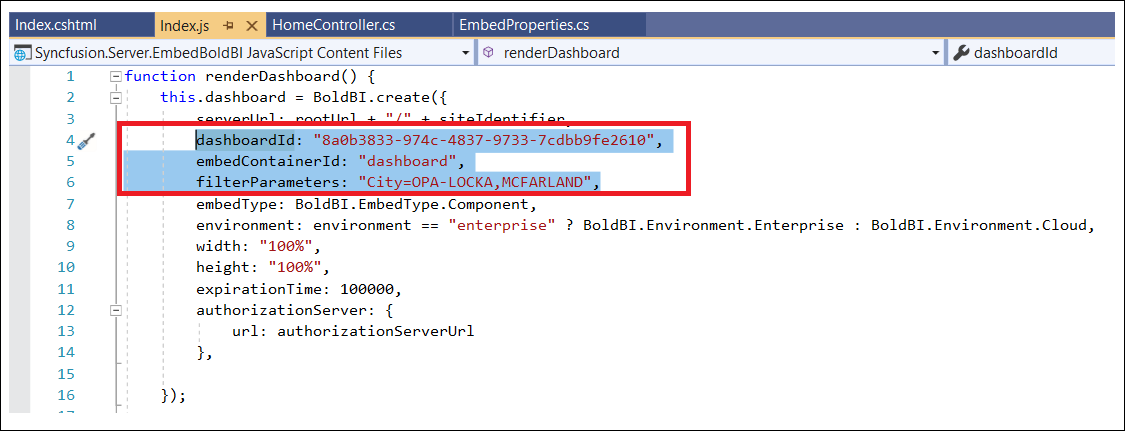 Index.cshtml Index.js HomeController.cs EmbedProperties.cs
Syncfusion.Server.EmbedBoldBI JavaScript Content Files renderDashboard dashboardId
1 function renderDashboard() {
2 this.dashboard = BoldBI.create({
3 serverUrl: rootUrl + "/" + siteIdentifier,
4 dashboardId: "8a0b3833-974c-4837-9733-7cdbb9fe2610",
5 embedContainerId: "dashboard",
6 filterParameters: "City=OPA-LOCKA,MCFARLAND",
7 embedType: BoldBI.EmbedType.Component,
8 environment: environment == "enterprise" ? BoldBI.Environment.Enterprise : BoldBI.Environment.Cloud,
9 width: "100%",
10 height: "100%",
11 expirationTime: 100000,
12 authorizationServer: {
13 url: authorizationServerUrl
14 },
15
16 });
17